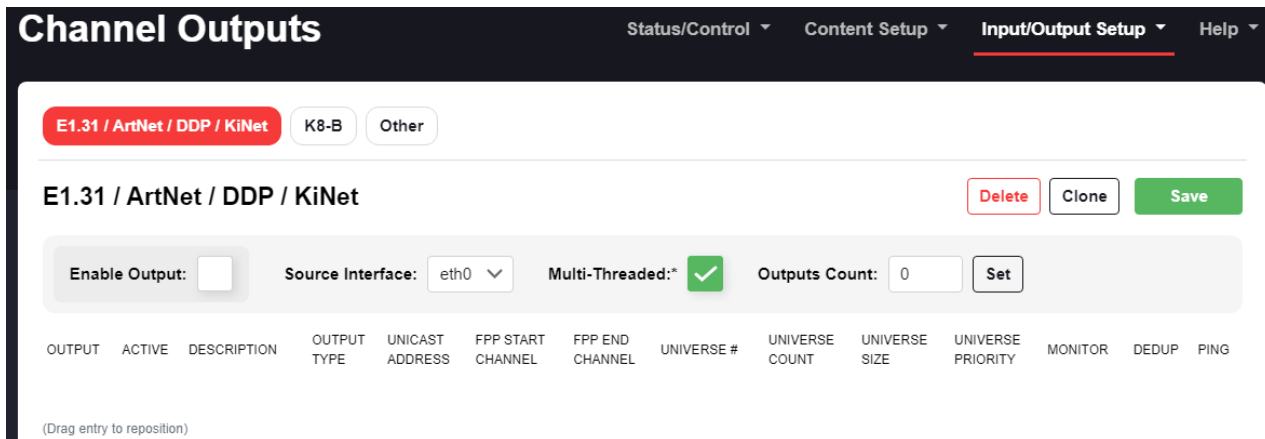 Channel Outputs
Status/Control Content Setup Input/Output Setup Help
E1.31 / ArtNet / DDP / KiNet K8-B Other
E1.31 / ArtNet / DDP / KiNet Delete Clone Save
Enable Output: Source Interface: eth0 Multi-Threaded:* Outputs Count: 0 Set
OUTPUT ACTIVE DESCRIPTION OUTPUT TYPE UNICAST ADDRESS FPP START CHANNEL FPP END CHANNEL UNIVERSE # UNIVERSE COUNT UNIVERSE SIZE UNIVERSE PRIORITY MONITOR DEDUP PING
(Drag entry to reposition)